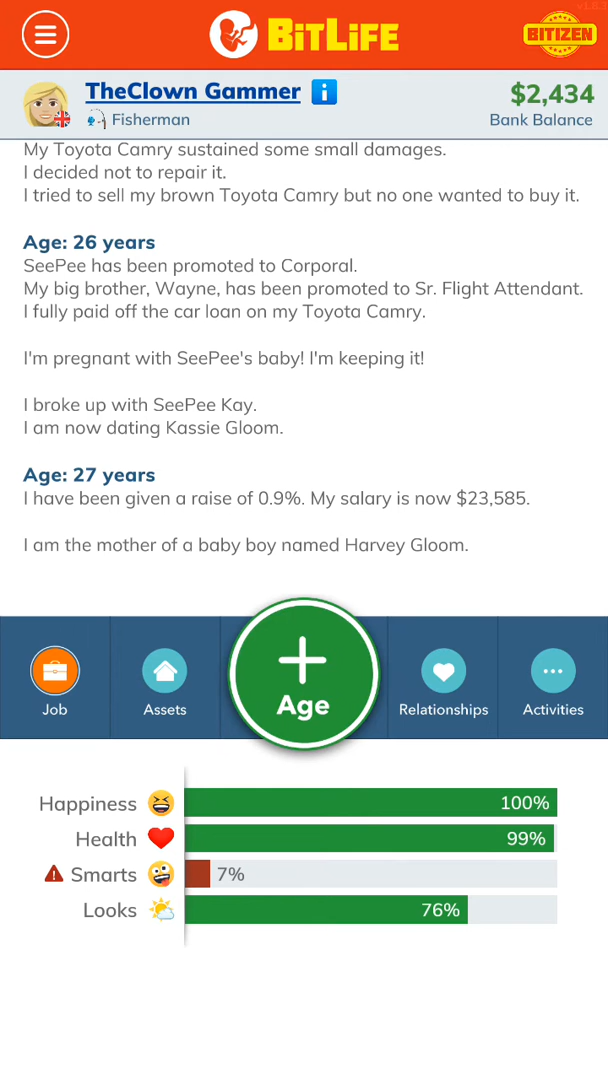 v1.8.3
BitLife
BITIZEN
TheClown Gammer
$2,434
Fisherman
Bank Balance
My Toyota Camry sustained some small damages.
I decided not to repair it.
I tried to sell my brown Toyota Camry but no one wanted to buy it.
Age: 26 years
SeePee has been promoted to Corporal.
My big brother, Wayne, has been promoted to Sr. Flight Attendant.
I fully paid off the car loan on my Toyota Camry.
I'm pregnant with SeePee's baby! I'm keeping it!
I broke up with SeePee Kay.
I am now dating Kassie Gloom.
Age: 27 years
I have been given a raise of 0.9%. My salary is now $23,585.
I am the mother of a baby boy named Harvey Gloom.
Job
Assets
Age
Relationships
Activities
Happiness 100%
Health 99%
Smarts 7%
Looks 76%